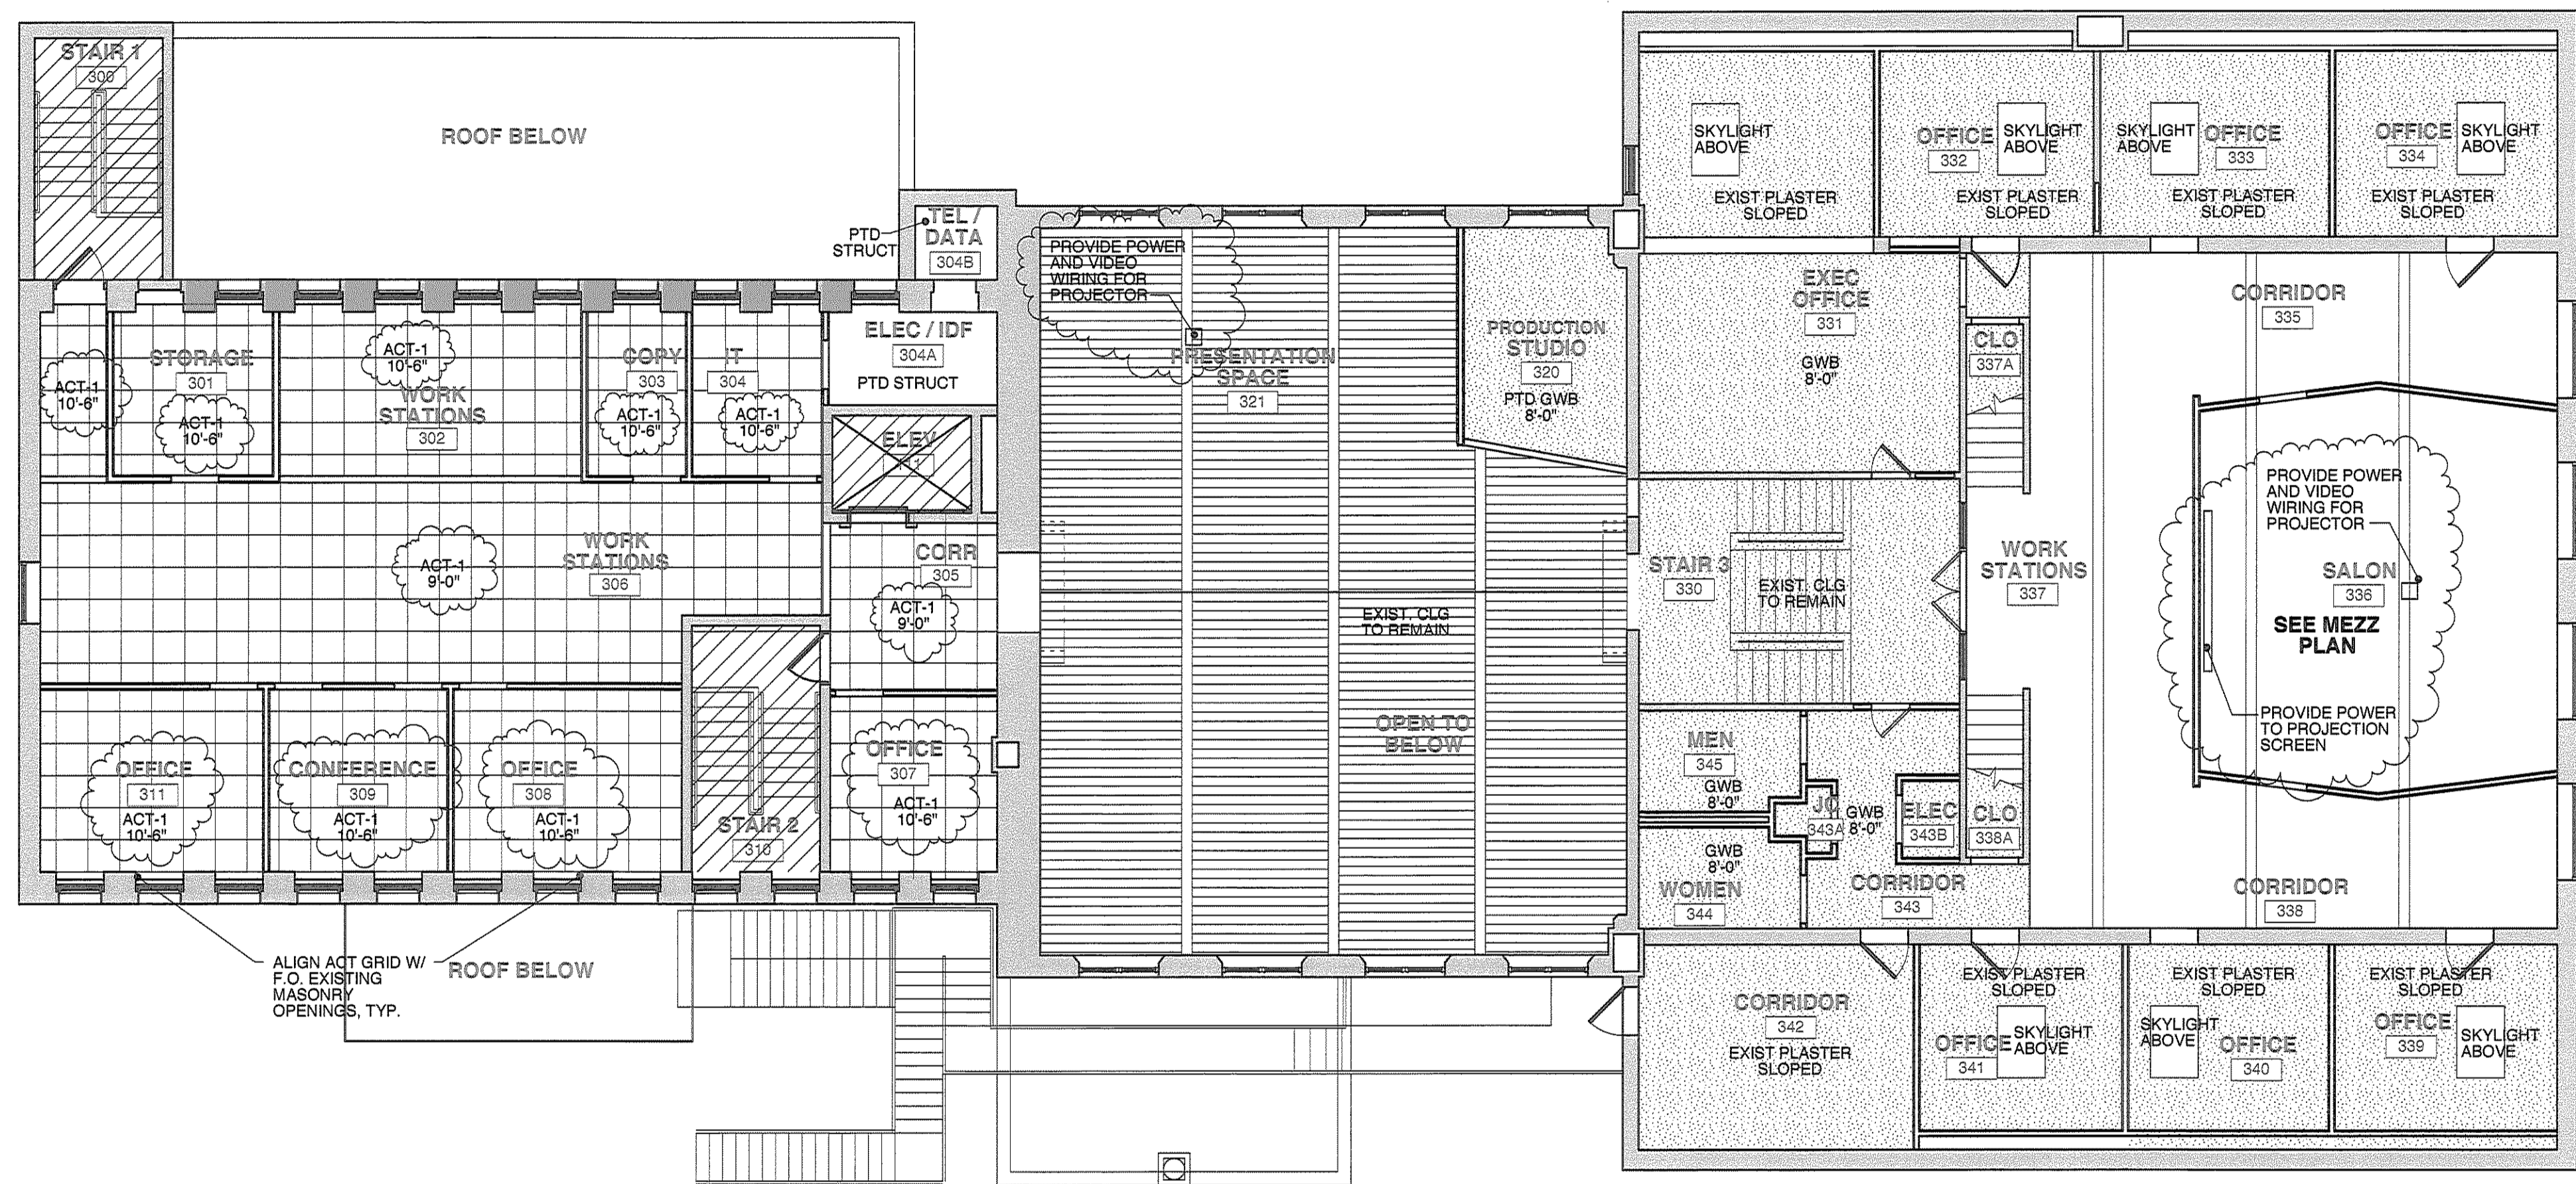 STAIR 1
300
ROOF BELOW
PTD
STRUCT
TEL /
DATA
304B
ACT-1
10'-6"
STORAGE
301
ACT-1
10'-6"
ACT-1
10'-6"
WORK
STATIONS
302
COPY
303
ACT-1
10'-6"
IT
304
ACT-1
10'-6"
ELEC / IDF
304A
PTD STRUCT
ELEV
ACT-1
9'-0"
WORK
STATIONS
306
CORR
305
ACT-1
9'-0"
OFFICE
311
ACT-1
10'-6"
CONFERENCE
309
ACT-1
10'-6"
OFFICE
308
ACT-1
10'-6"
STAIR 2
310
OFFICE
307
ACT-1
10'-6"
ALIGN ACT GRID W/
F.O. EXISTING
MASONRY
OPENINGS, TYP.
ROOF BELOW
PROVIDE POWER
AND VIDEO
WIRING FOR
PROJECTOR
PRESENTATION
SPACE
321
PRODUCTION
STUDIO
320
PTD GWB
8'-0"
EXIST. CLG
TO REMAIN
OPEN TO
BELOW
SKYLIGHT
ABOVE
EXIST PLASTER
SLOPED
OFFICE
332
SKYLIGHT
ABOVE
EXIST PLASTER
SLOPED
SKYLIGHT
ABOVE
OFFICE
333
EXIST PLASTER
SLOPED
OFFICE
334
SKYLIGHT
ABOVE
EXIST PLASTER
SLOPED
EXEC
OFFICE
331
GWB
8'-0"
CLO
337A
CORRIDOR
335
STAIR 3
330
EXIST. CLG
TO REMAIN
WORK
STATIONS
337
PROVIDE POWER
AND VIDEO
WIRING FOR
PROJECTOR
SALON
336
SEE MEZZ
PLAN
PROVIDE POWER
TO PROJECTION
SCREEN
MEN
345
GWB
8'-0"
JC
343A
GWB
8'-0"
ELEC
343B
CLO
338A
GWB
8'-0"
WOMEN
344
CORRIDOR
343
CORRIDOR
338
CORRIDOR
342
EXIST PLASTER
SLOPED
EXIST PLASTER
SLOPED
OFFICE
341
SKYLIGHT
ABOVE
EXIST PLASTER
SLOPED
SKYLIGHT
ABOVE
OFFICE
340
EXIST PLASTER
SLOPED
OFFICE
339
SKYLIGHT
ABOVE